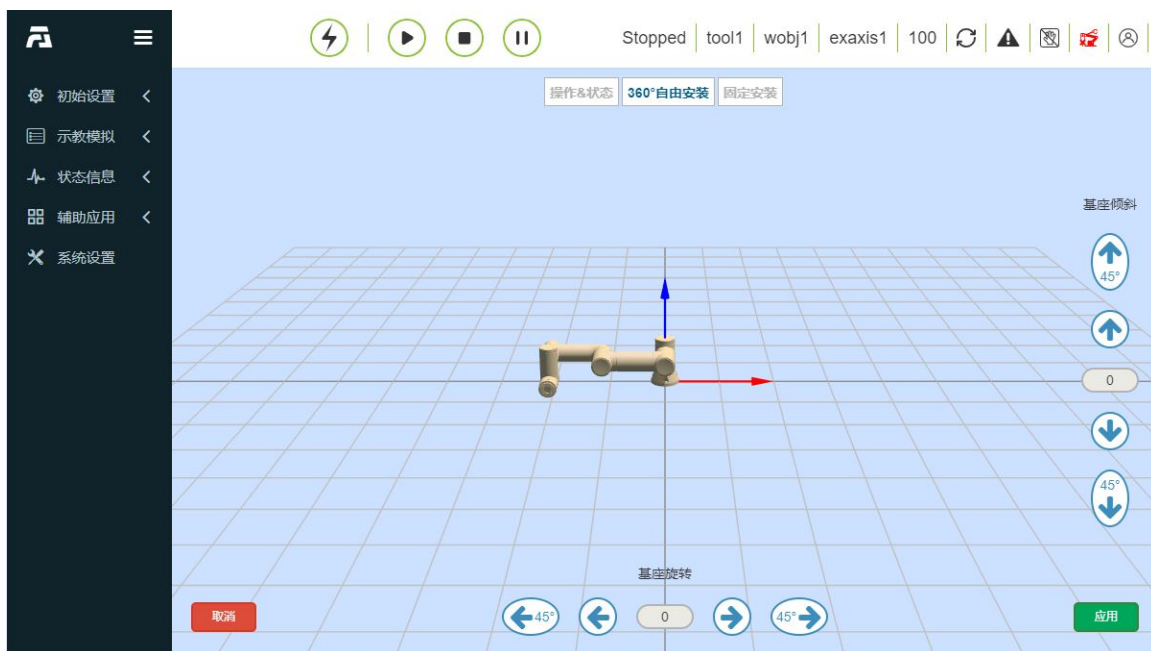 Stopped tool1 wobj1 exaxis1 100
操作&状态 360°自由安装 固定安装
初始设置
示教模拟
状态信息
辅助应用
系统设置
基座倾斜
45°
0
45°
基座旋转
取消 45° 0 45° 应用